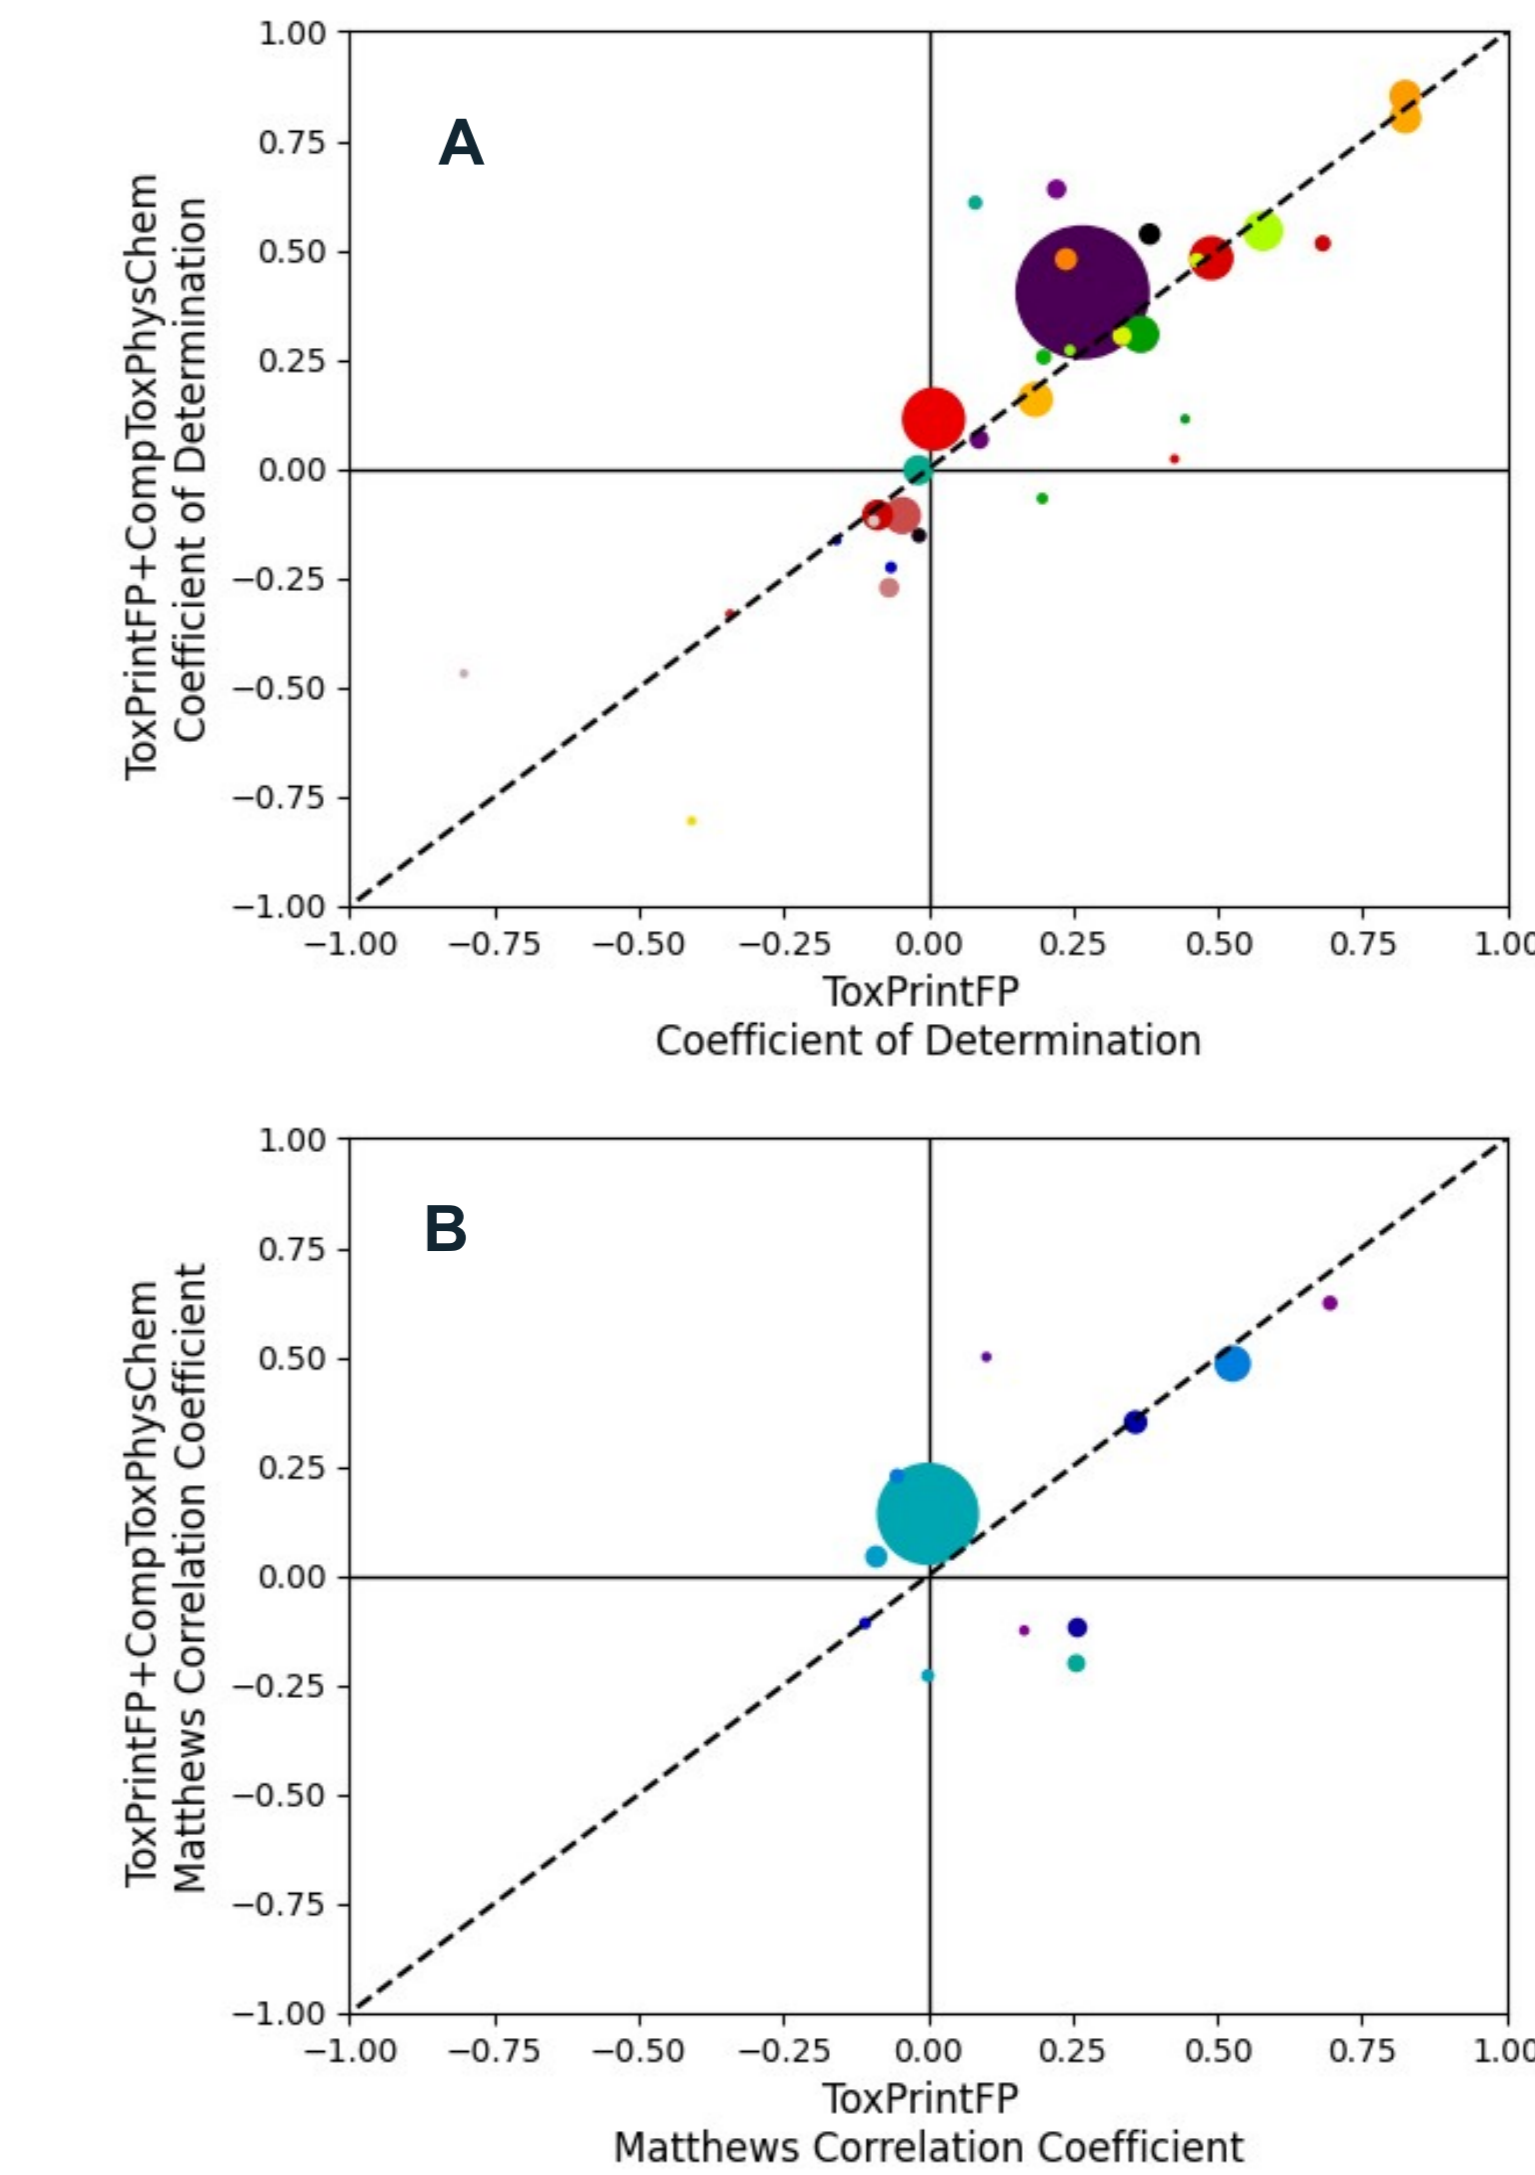 A
1.00
0.75
0.50
0.25
0.00
−0.25
−0.50
−0.75
−1.00
ToxPrintFP+CompToxPhysChem
Coefficient of Determination
−1.00 −0.75 −0.50 −0.25 0.00 0.25 0.50 0.75 1.00
ToxPrintFP
Coefficient of Determination
B
1.00
0.75
0.50
0.25
0.00
−0.25
−0.50
−0.75
−1.00
ToxPrintFP+CompToxPhysChem
Matthews Correlation Coefficient
−1.00 −0.75 −0.50 −0.25 0.00 0.25 0.50 0.75 1.00
ToxPrintFP
Matthews Correlation Coefficient